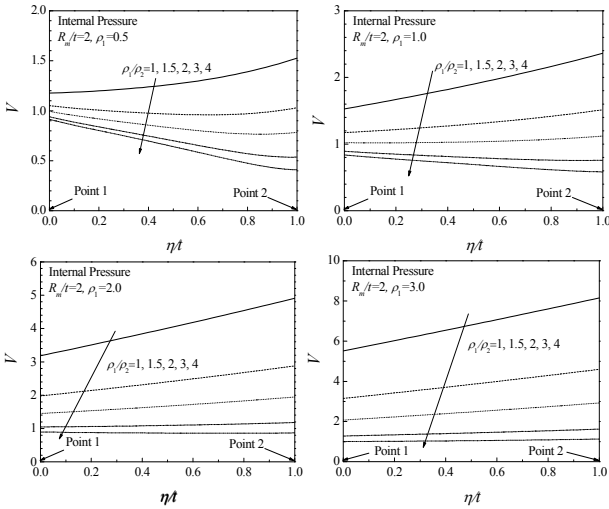 2.0
1.5
1.0
0.5
0.0
V
Internal Pressure
R_m/t=2, ρ_1=0.5
ρ_1/ρ_2=1, 1.5, 2, 3, 4
Point 1
Point 2
0.0 0.2 0.4 0.6 0.8 1.0
η/t
3
2
1
0
V
Internal Pressure
R_m/t=2, ρ_1=1.0
ρ_1/ρ_2=1, 1.5, 2, 3, 4
Point 1
Point 2
0.0 0.2 0.4 0.6 0.8 1.0
η/t
6
5
4
3
2
1
0
V
Internal Pressure
R_m/t=2, ρ_1=2.0
ρ_1/ρ_2=1, 1.5, 2, 3, 4
Point 1
Point 2
0.0 0.2 0.4 0.6 0.8 1.0
η/t
10
8
6
4
2
0
V
Internal Pressure
R_m/t=2, ρ_1=3.0
ρ_1/ρ_2=1, 1.5, 2, 3, 4
Point 1
Point 2
0.0 0.2 0.4 0.6 0.8 1.0
η/t